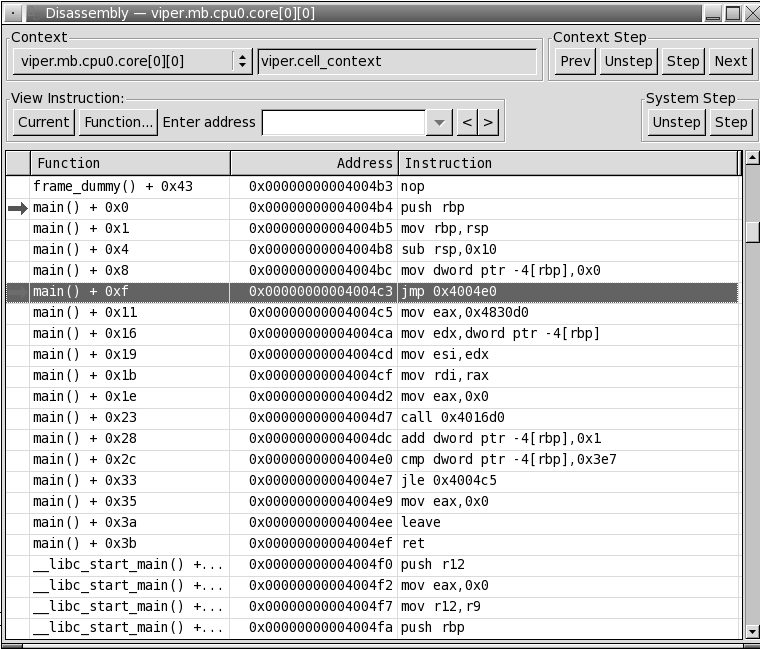 Disassembly — viper.mb.cpu0.core[0][0]
Context
viper.mb.cpu0.core[0][0] viper.cell_context
Context Step
Prev Unstep Step Next
View Instruction:
Current Function... Enter address < >
System Step
Unstep Step
Function Address Instruction
frame_dummy() + 0x43 0x00000000004004b3 nop
main() + 0x0 0x00000000004004b4 push rbp
main() + 0x1 0x00000000004004b5 mov rbp,rsp
main() + 0x4 0x00000000004004b8 sub rsp,0x10
main() + 0x8 0x00000000004004bc mov dword ptr -4[rbp],0x0
main() + 0xf 0x00000000004004c3 jmp 0x4004e0
main() + 0x11 0x00000000004004c5 mov eax,0x4830d0
main() + 0x16 0x00000000004004ca mov edx,dword ptr -4[rbp]
main() + 0x19 0x00000000004004cd mov esi,edx
main() + 0x1b 0x00000000004004cf mov rdi,rax
main() + 0x1e 0x00000000004004d2 mov eax,0x0
main() + 0x23 0x00000000004004d7 call 0x4016d0
main() + 0x28 0x00000000004004dc add dword ptr -4[rbp],0x1
main() + 0x2c 0x00000000004004e0 cmp dword ptr -4[rbp],0x3e7
main() + 0x33 0x00000000004004e7 jle 0x4004c5
main() + 0x35 0x00000000004004e9 mov eax,0x0
main() + 0x3a 0x00000000004004ee leave
main() + 0x3b 0x00000000004004ef ret
__libc_start_main() +... 0x00000000004004f0 push r12
__libc_start_main() +... 0x00000000004004f2 mov eax,0x0
__libc_start_main() +... 0x00000000004004f7 mov r12,r9
__libc_start_main() +... 0x00000000004004fa push rbp